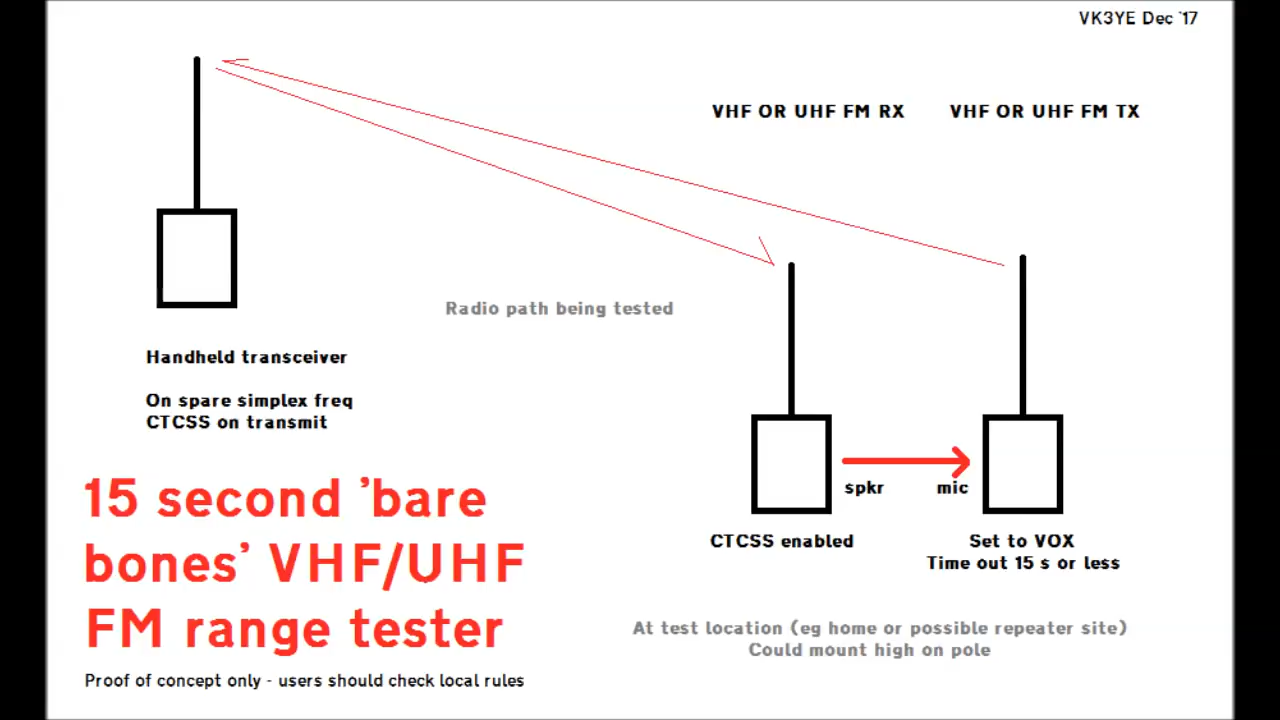 VK3YE Dec '17
VHF OR UHF FM RX
VHF OR UHF FM TX
Radio path being tested
Handheld transceiver
On spare simplex freq
CTCSS on transmit
spkr
mic
CTCSS enabled
Set to VOX
Time out 15 s or less
15 second 'bare
bones' VHF/UHF
FM range tester
At test location (eg home or possible repeater site)
Could mount high on pole
Proof of concept only - users should check local rules